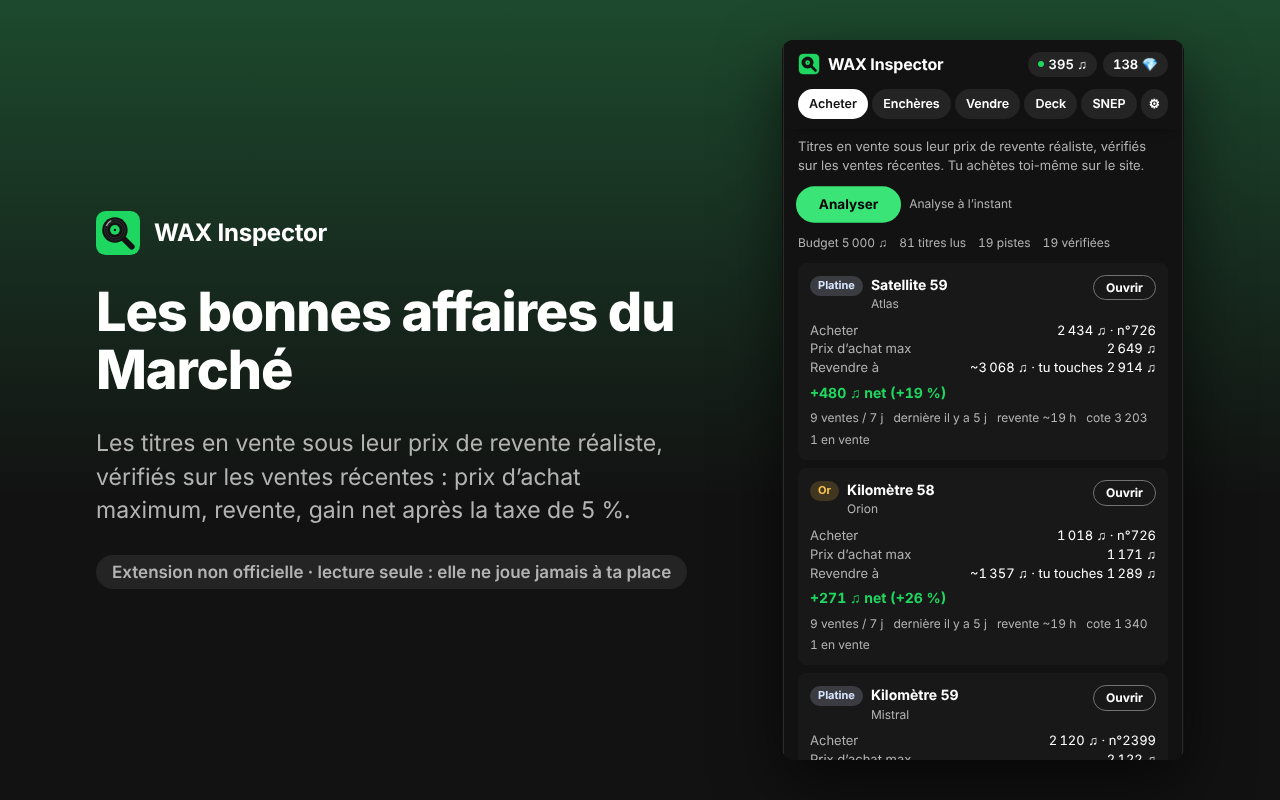 WAX Inspector
Les bonnes affaires du
Marché
Les titres en vente sous leur prix de revente réaliste,
vérifiés sur les ventes récentes : prix d’achat
maximum, revente, gain net après la taxe de 5 %.
Extension non officielle · lecture seule : elle ne joue jamais à ta place
WAX Inspector
395 ♫
138 💎
Acheter
Enchères
Vendre
Deck
SNEP
⚙
Titres en vente sous leur prix de revente réaliste, vérifiés
sur les ventes récentes. Tu achètes toi-même sur le site.
Analyser
Analyse à l’instant
Budget 5 000 ♫ 81 titres lus 19 pistes 19 vérifiées
Platine Satellite 59 Ouvrir
Atlas
Acheter 2 434 ♫ · n°726
Prix d’achat max 2 649 ♫
Revendre à ~3 068 ♫ · tu touches 2 914 ♫
+480 ♫ net (+19 %)
9 ventes / 7 j dernière il y a 5 j revente ~19 h cote 3 203
1 en vente
Or Kilomètre 58 Ouvrir
Orion
Acheter 1 018 ♫ · n°726
Prix d’achat max 1 171 ♫
Revendre à ~1 357 ♫ · tu touches 1 289 ♫
+271 ♫ net (+26 %)
9 ventes / 7 j dernière il y a 5 j revente ~19 h cote 1 340
1 en vente
Platine Kilomètre 59 Ouvrir
Mistral
Acheter 2 120 ♫ · n°2399
Prix d’achat max 2 122 ♫